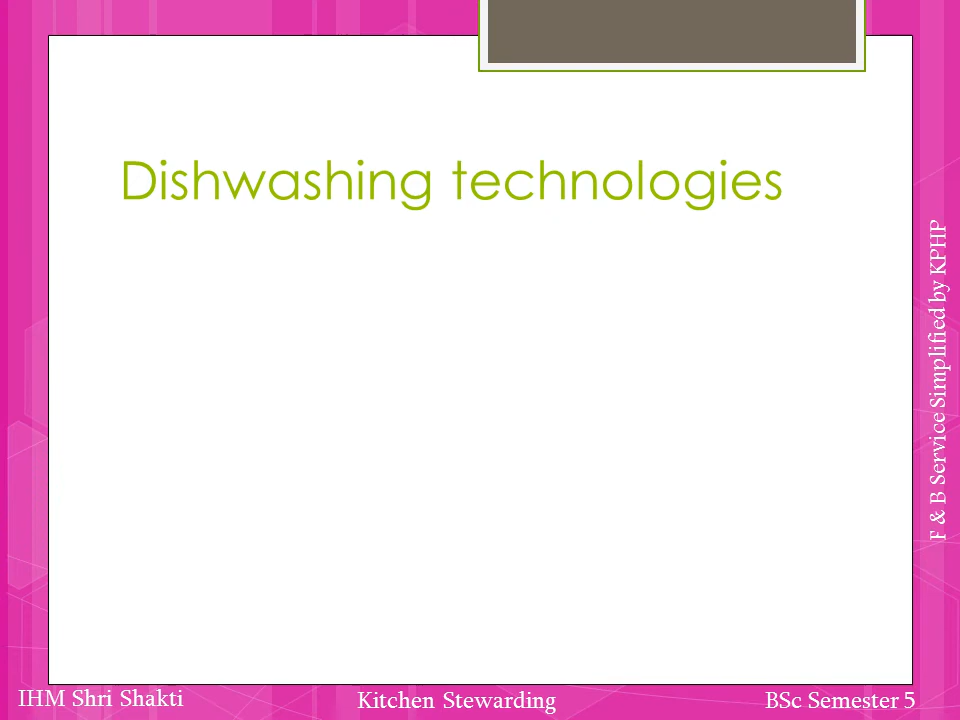 Dishwashing technologies
F & B Service Simplified by KPHP
IHM Shri Shakti
Kitchen Stewarding
BSc Semester 5